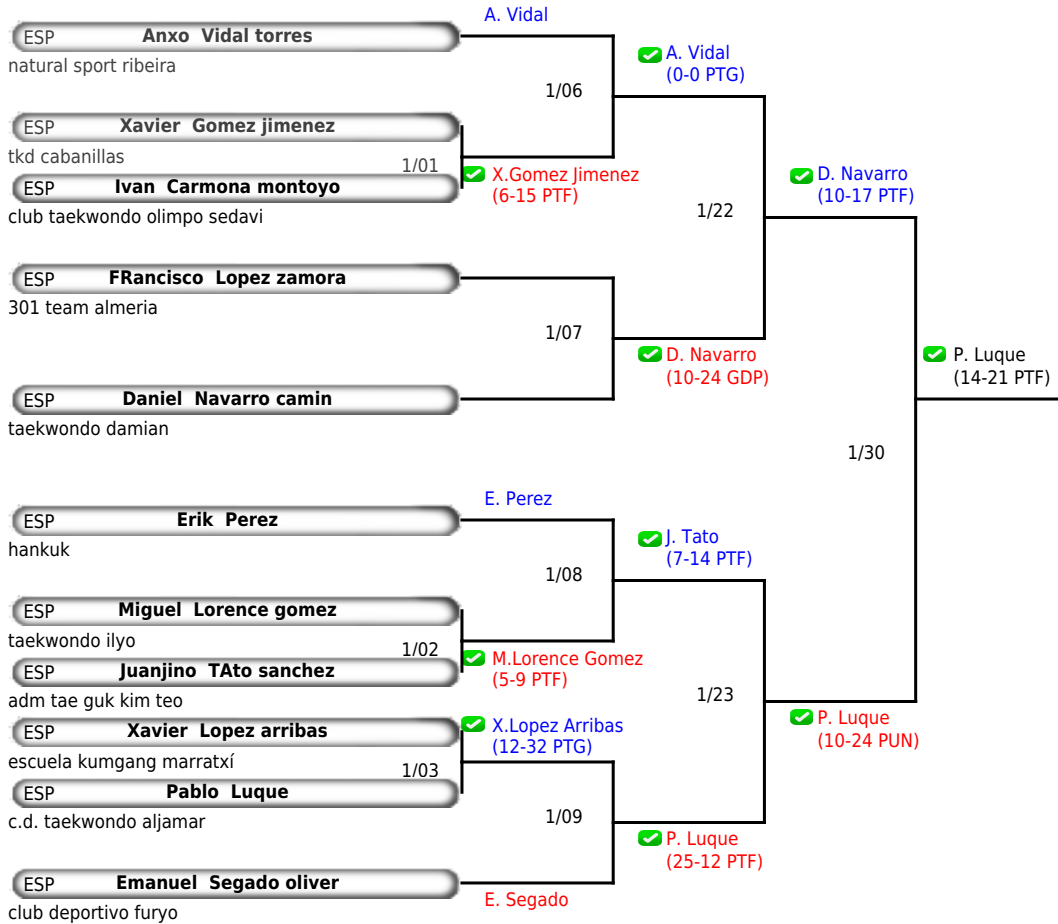 A. Vidal
ESP Anxo Vidal torres
natural sport ribeira
A. Vidal
(0-0 PTG)
1/06
ESP Xavier Gomez jimenez
tkd cabanillas
1/01
X.Gomez Jimenez
(6-15 PTF)
ESP Ivan Carmona montoyo
club taekwondo olimpo sedavi
D. Navarro
(10-17 PTF)
1/22
ESP FRancisco Lopez zamora
301 team almeria
1/07
D. Navarro
(10-24 GDP)
P. Luque
(14-21 PTF)
ESP Daniel Navarro camin
taekwondo damian
1/30
E. Perez
ESP Erik Perez
hankuk
J. Tato
(7-14 PTF)
1/08
ESP Miguel Lorence gomez
taekwondo ilyo
1/02
M.Lorence Gomez
(5-9 PTF)
ESP Juanjino TAto sanchez
adm tae guk kim teo
1/23
P. Luque
(10-24 PUN)
ESP Xavier Lopez arribas
X.Lopez Arribas
(12-32 PTG)
escuela kumgang marratxí
1/03
ESP Pablo Luque
c.d. taekwondo aljamar
1/09
P. Luque
(25-12 PTF)
ESP Emanuel Segado oliver
E. Segado
club deportivo furyo